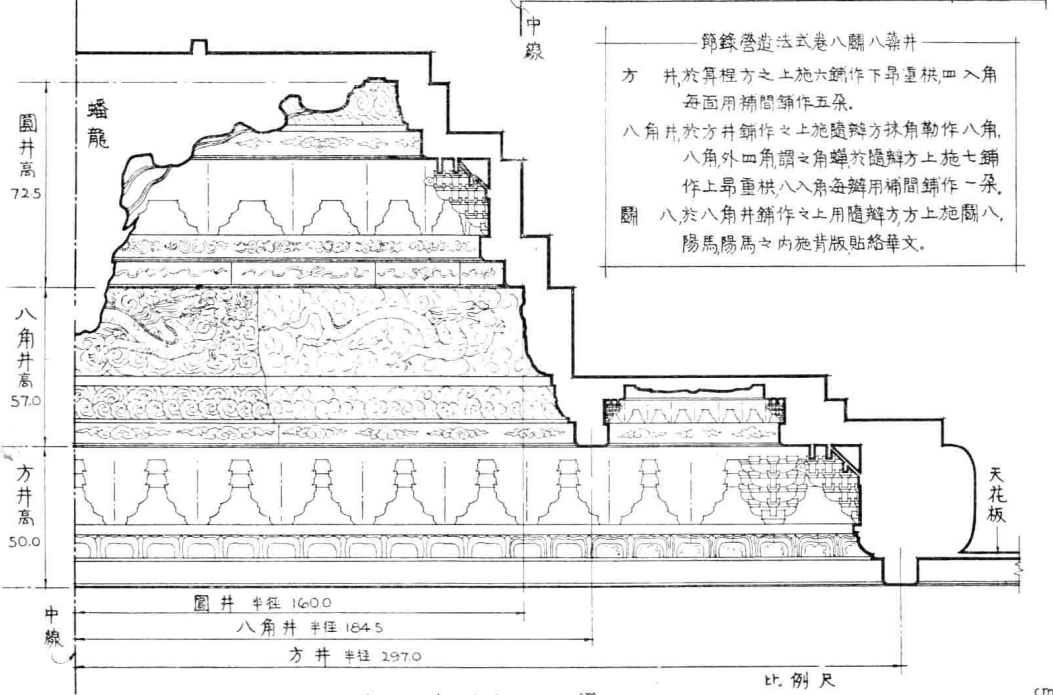 中線
節錄營造法式卷八鬭八藻井
方　井,於算桯方之上施六鋪作下昂重栱,四入角
每面用補間鋪作五朶.
八角井,於方井鋪作之上施隨瓣方抹角勒作八角,
八角外四角,謂之角蟬於隨瓣方上施七鋪
作上昂重栱,八入角每瓣用補間鋪作一朶.
鬭　八,於八角井鋪作之上用隨瓣方,方上施鬭八,
陽馬,陽馬之内施背版貼絡華文。
蟠龍
圓井高
72.5
八角井高
57.0
方井高
50.0
天花板
中線
圓井 半徑 160.0
八角井 半徑 184.5
方井 半徑 297.0
比例尺
cm